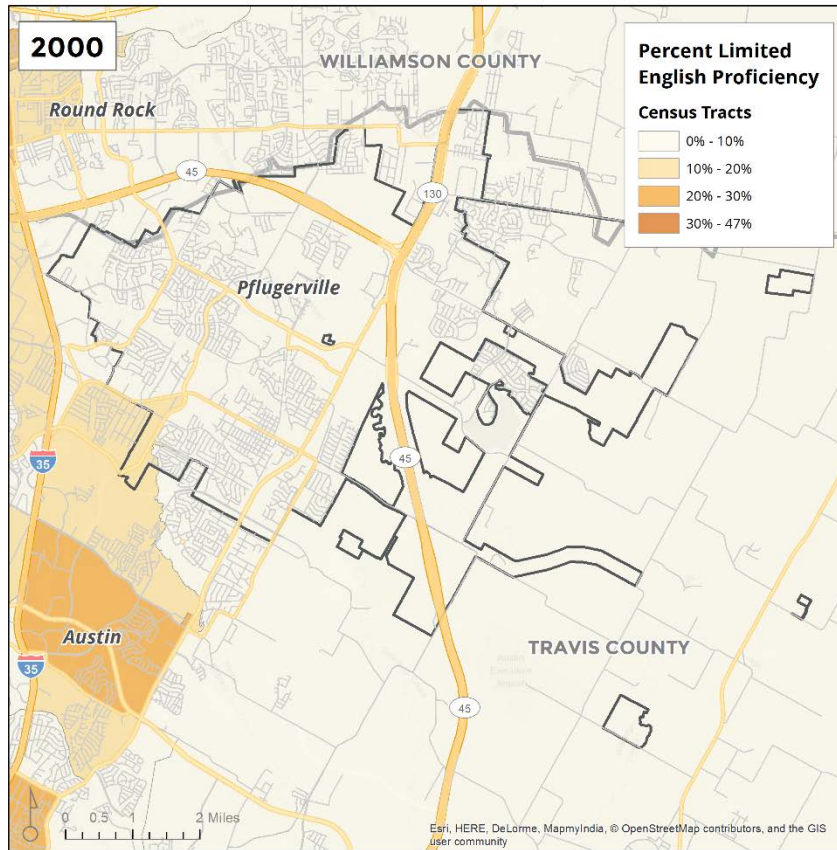 2000
WILLIAMSON COUNTY
Percent Limited
English Proficiency
Census Tracts
0% - 10%
10% - 20%
20% - 30%
30% - 47%
Round Rock
45
130
Pflugerville
35
45
Austin
TRAVIS COUNTY
35
45
0 0.5 1 2 Miles
Esri, HERE, DeLorme, MapmyIndia, © OpenStreetMap contributors, and the GIS
user community